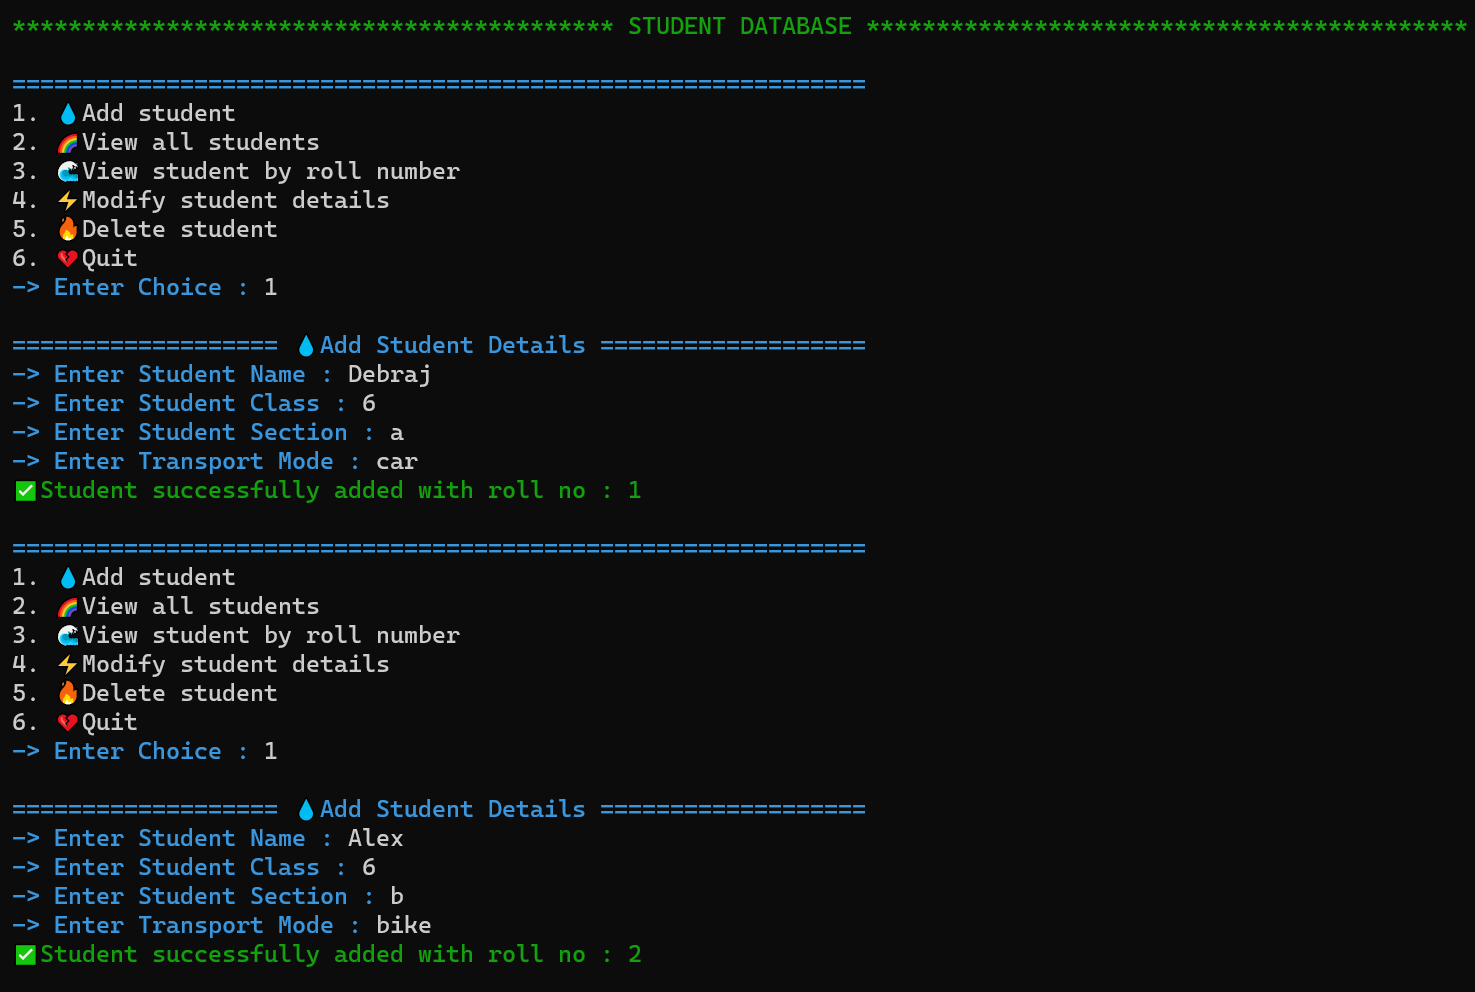 ******************************************* STUDENT DATABASE *******************************************
=============================================================
1. 💧Add student
2. 🌈View all students
3. 🌊View student by roll number
4. ⚡Modify student details
5. 🔥Delete student
6. 💔Quit
-> Enter Choice : 1
=================== 💧Add Student Details ===================
-> Enter Student Name : Debraj
-> Enter Student Class : 6
-> Enter Student Section : a
-> Enter Transport Mode : car
✅Student successfully added with roll no : 1
=============================================================
1. 💧Add student
2. 🌈View all students
3. 🌊View student by roll number
4. ⚡Modify student details
5. 🔥Delete student
6. 💔Quit
-> Enter Choice : 1
=================== 💧Add Student Details ===================
-> Enter Student Name : Alex
-> Enter Student Class : 6
-> Enter Student Section : b
-> Enter Transport Mode : bike
✅Student successfully added with roll no : 2